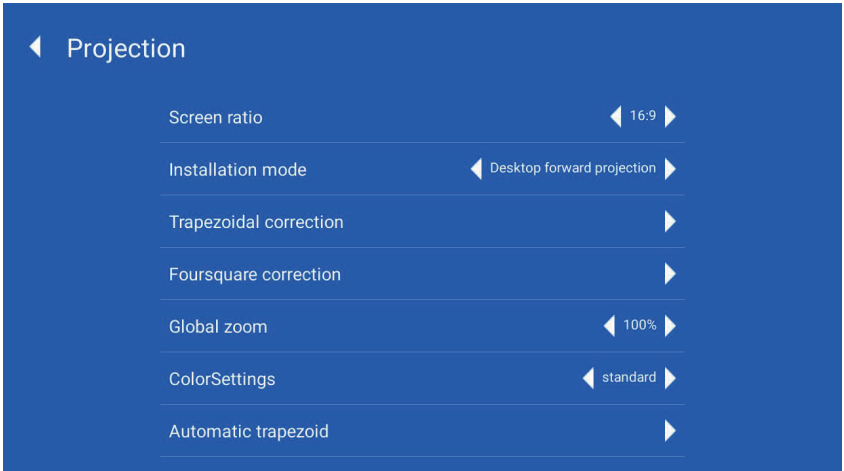 Projection
Screen ratio 16:9
Installation mode Desktop forward projection
Trapezoidal correction
Foursquare correction
Global zoom 100%
ColorSettings standard
Automatic trapezoid